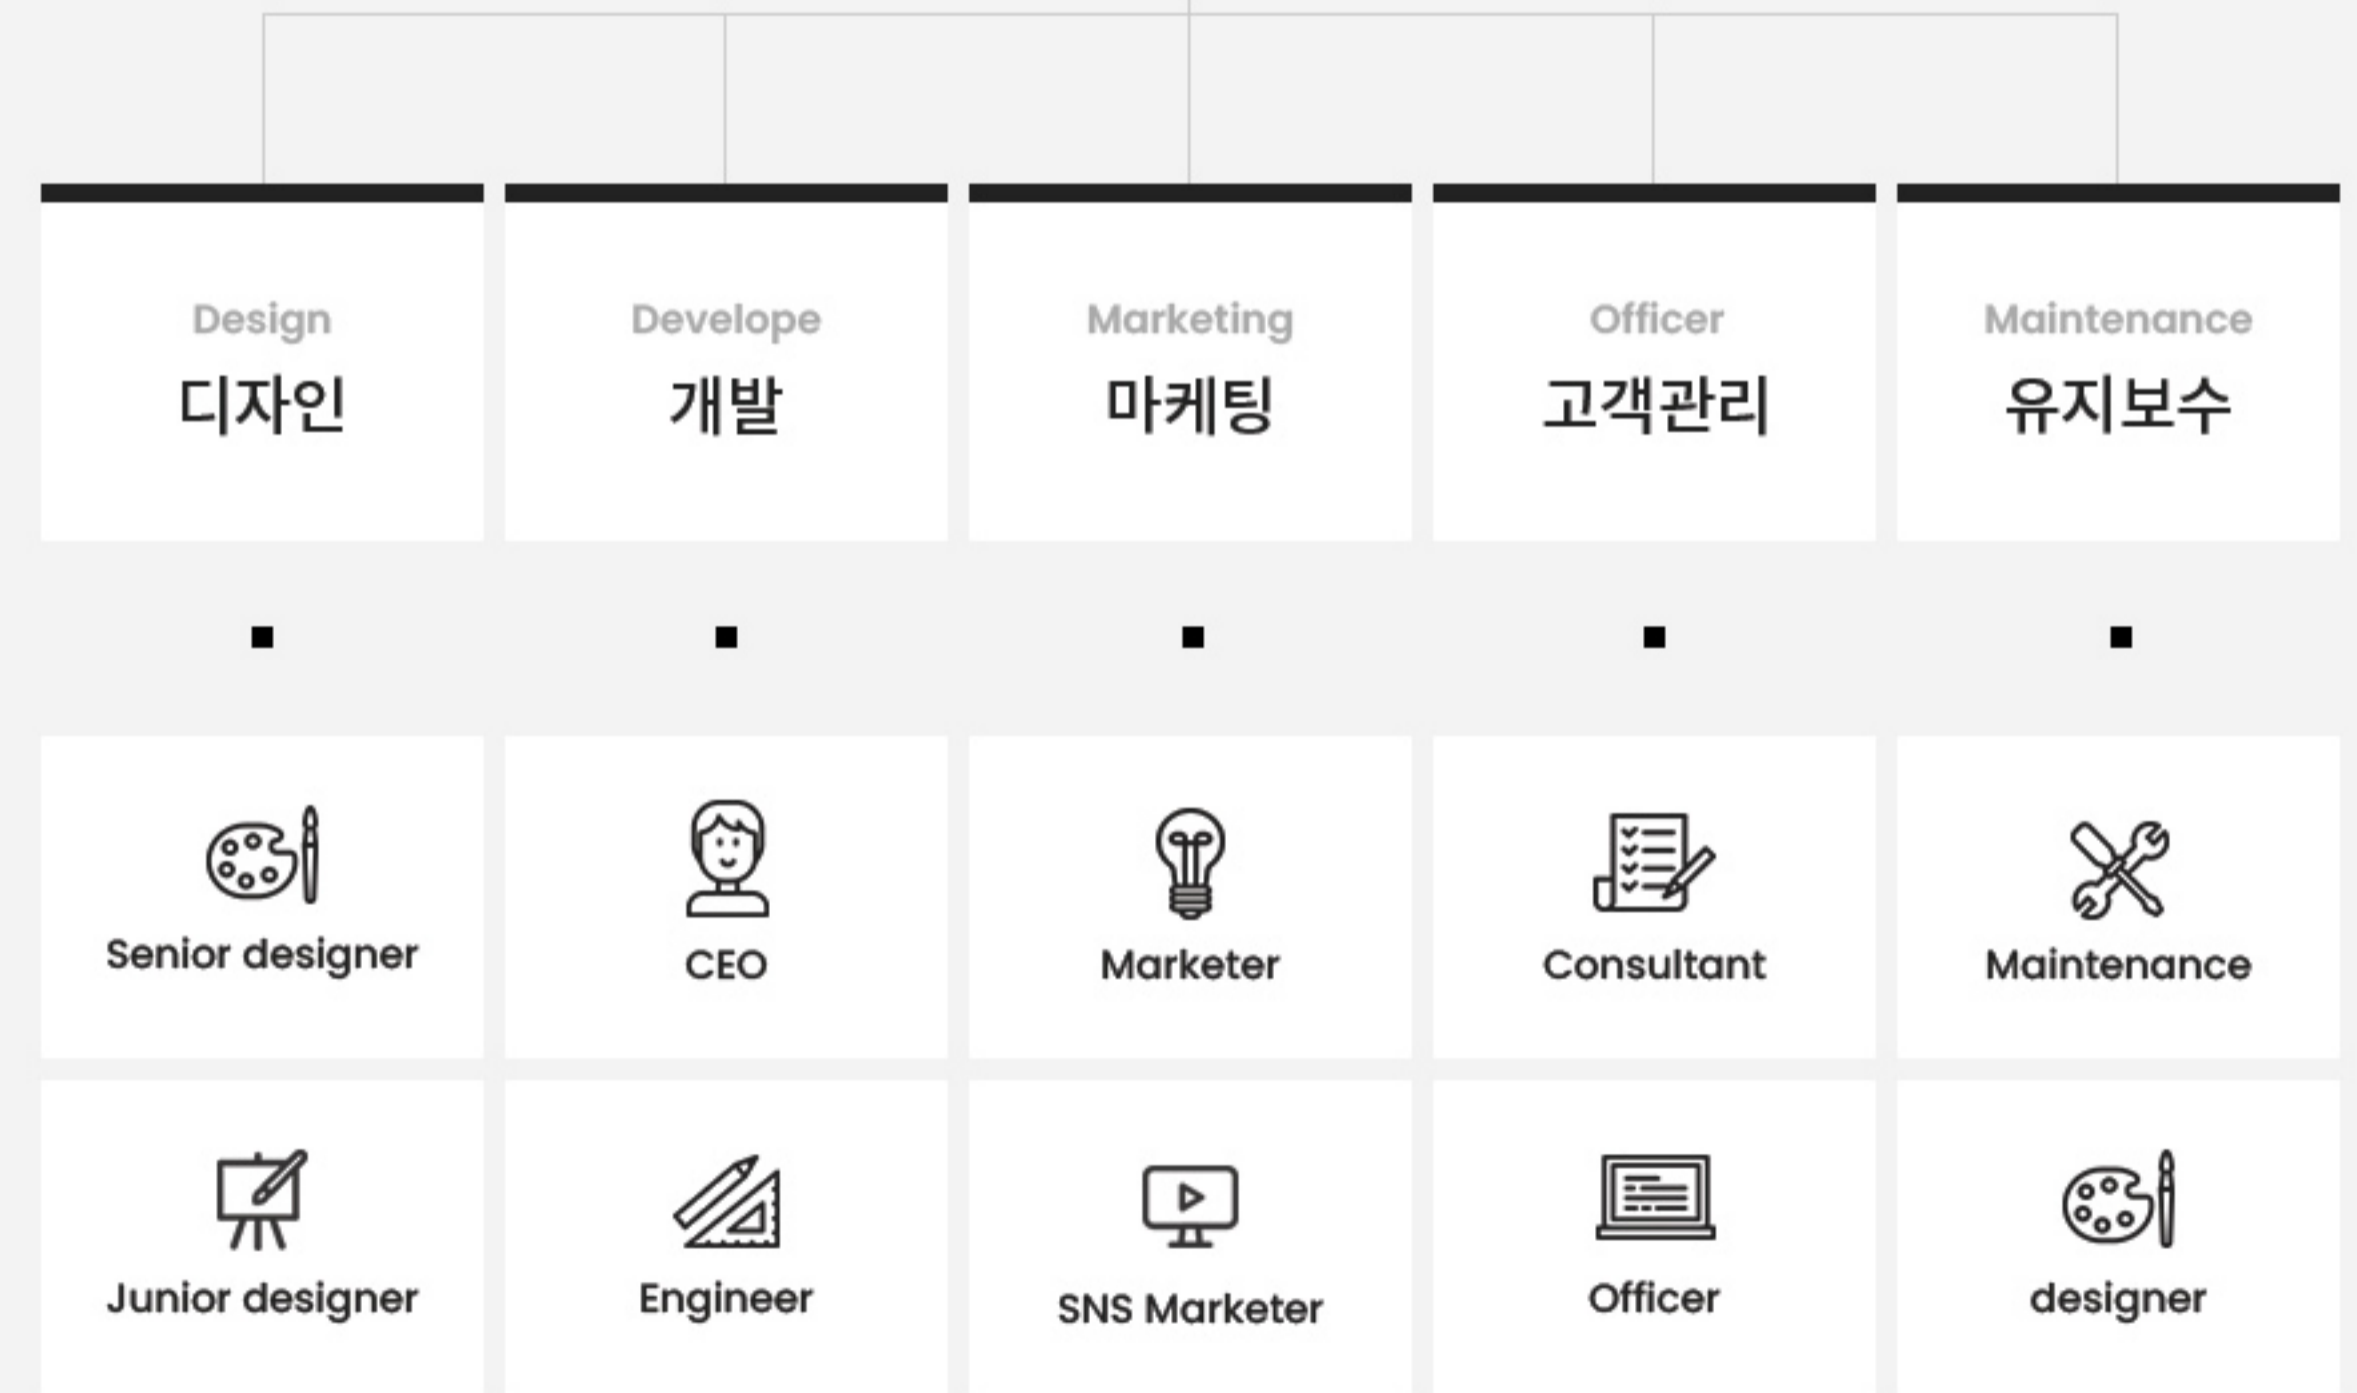 Design
디자인
Develope
개발
Marketing
마케팅
Officer
고객관리
Maintenance
유지보수
Senior designer
CEO
Marketer
Consultant
Maintenance
Junior designer
Engineer
SNS Marketer
Officer
designer